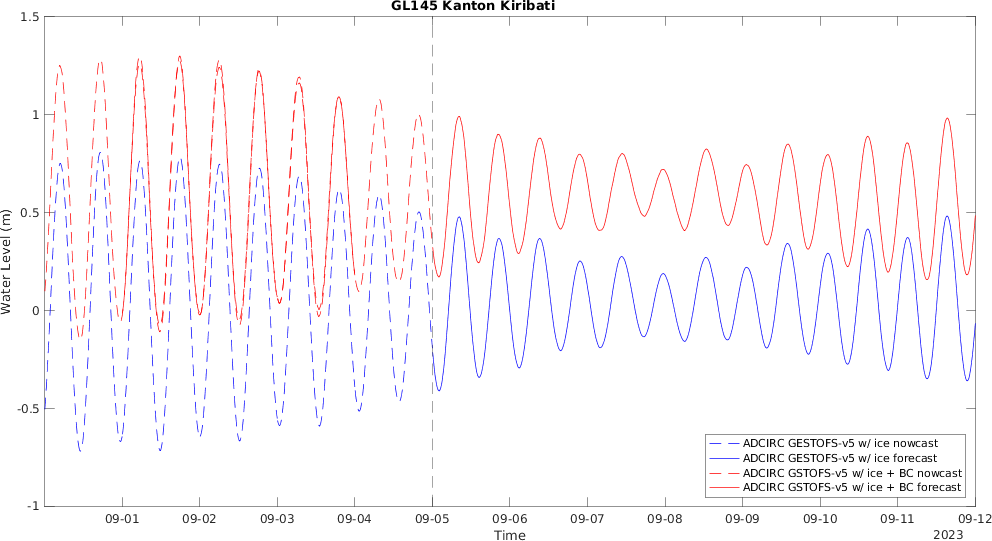 GL145 Kanton Kiribati
1.5
1
0.5
0
-0.5
-1
Water Level (m)
09-01 09-02 09-03 09-04 09-05 09-06 09-07 09-08 09-09 09-10 09-11 09-12
Time
2023
ADCIRC GESTOFS-v5 w/ ice nowcast
ADCIRC GESTOFS-v5 w/ ice forecast
ADCIRC GSTOFS-v5 w/ ice + BC nowcast
ADCIRC GSTOFS-v5 w/ ice + BC forecast